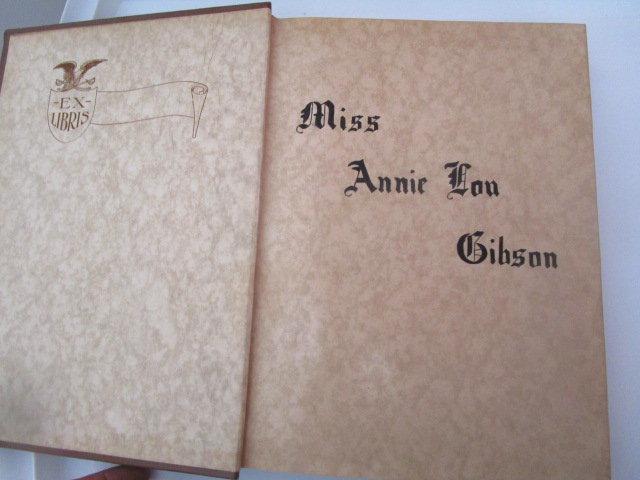 -EX-
LIBRIS
Miss
Annie Lou
Gibson